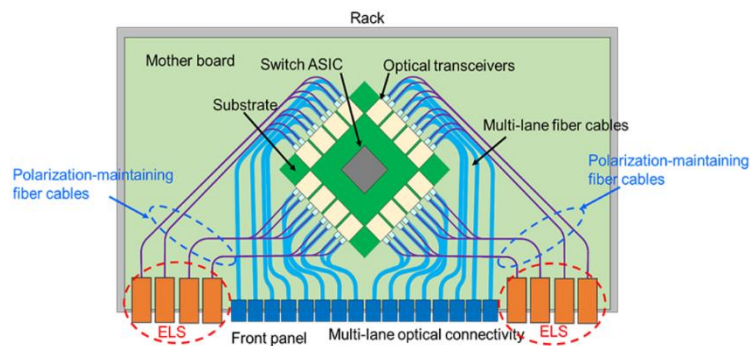 Rack
Mother board
Switch ASIC
Optical transceivers
Substrate
Multi-lane fiber cables
Polarization-maintaining
fiber cables
Polarization-maintaining
fiber cables
ELS
ELS
Front panel
Multi-lane optical connectivity